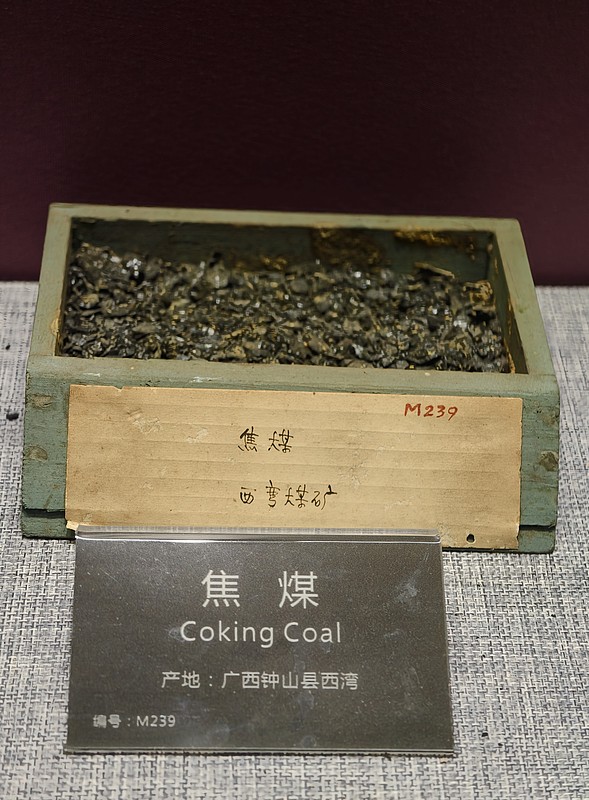 M239
焦煤
西弯煤矿
焦 煤
Coking Coal
产地：广西钟山县西湾
编号：M239